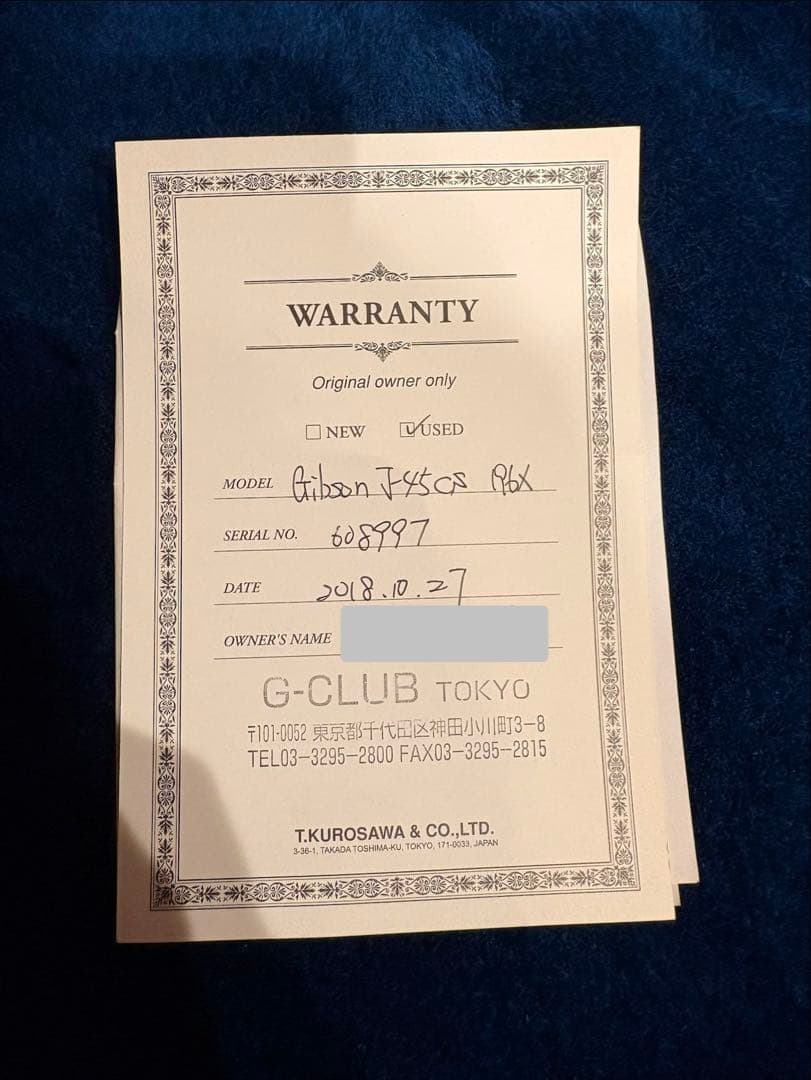 WARRANTY
Original owner only
NEW USED
MODEL Gibson J-45 196X
SERIAL NO. 608997
DATE 2018.10.27
OWNER'S NAME
G-CLUB TOKYO
〒101-0052 東京都千代田区神田小川町3-8
TEL03-3295-2800 FAX03-3295-2815
T.KUROSAWA & CO.,LTD.
3-36-1, TAKADA TOSHIMA-KU, TOKYO, 171-0033, JAPAN